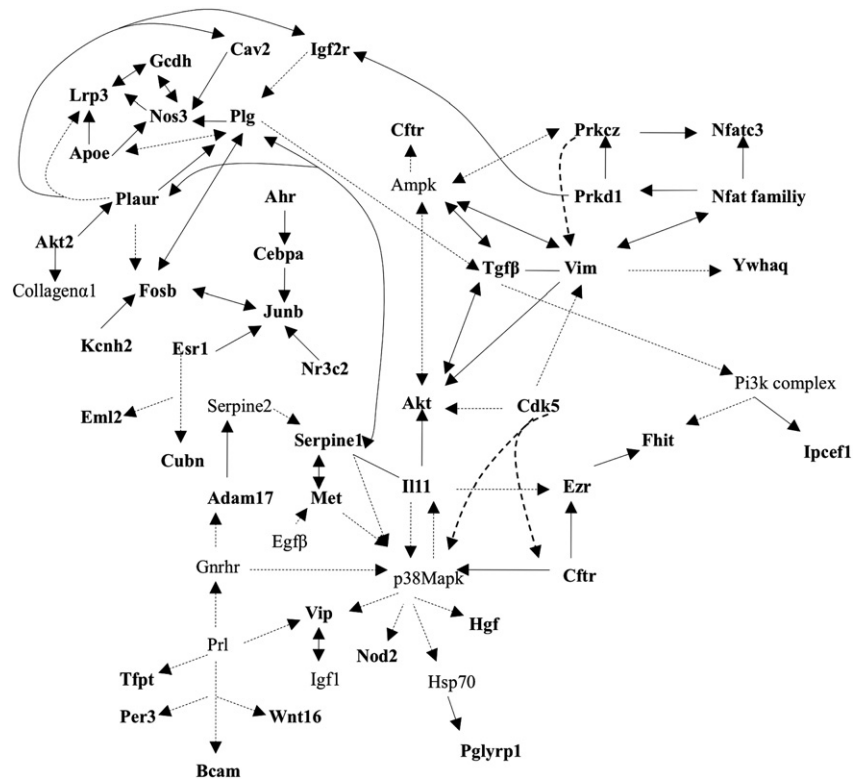 Cav2
Igf2r
Gcdh
Lrp3
Nos3
Plg
Cftr
Prkcz
Nfatc3
Apoe
Ampk
Plaur
Ahr
Prkd1
Nfat familiy
Akt2
Cebpa
Tgfβ
Vim
Ywhaq
Collagenα1
Fosb
Junb
Kcnh2
Esr1
Nr3c2
Pi3k complex
Eml2
Serpine2
Akt
Cdk5
Cubn
Serpine1
Fhit
Ipcef1
Adam17
Met
Il11
Ezr
Egfβ
Gnrhr
p38Mapk
Cftr
Vip
Hgf
Prl
Nod2
Tfpt
Igf1
Hsp70
Per3
Wnt16
Pglyrp1
Bcam